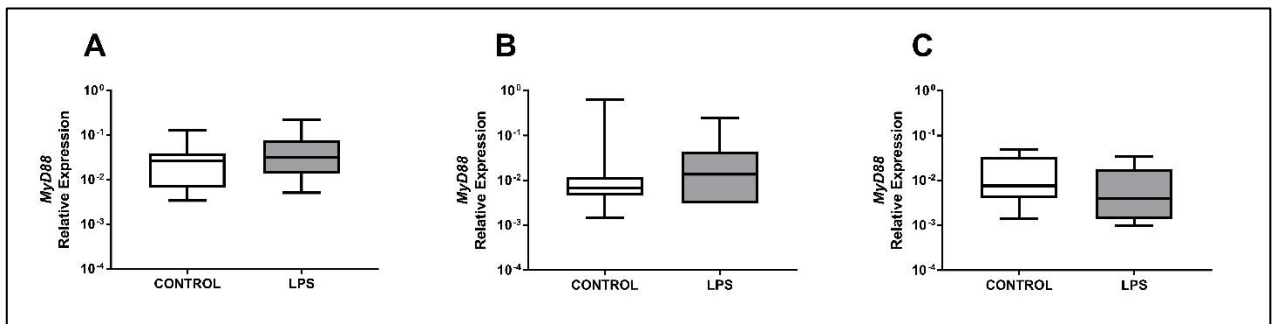 A
MyD88
Relative Expression
10⁰
10⁻¹
10⁻²
10⁻³
10⁻⁴
CONTROL LPS
B
MyD88
Relative Expression
10⁰
10⁻¹
10⁻²
10⁻³
10⁻⁴
CONTROL LPS
C
MyD88
Relative Expression
10⁰
10⁻¹
10⁻²
10⁻³
10⁻⁴
CONTROL LPS